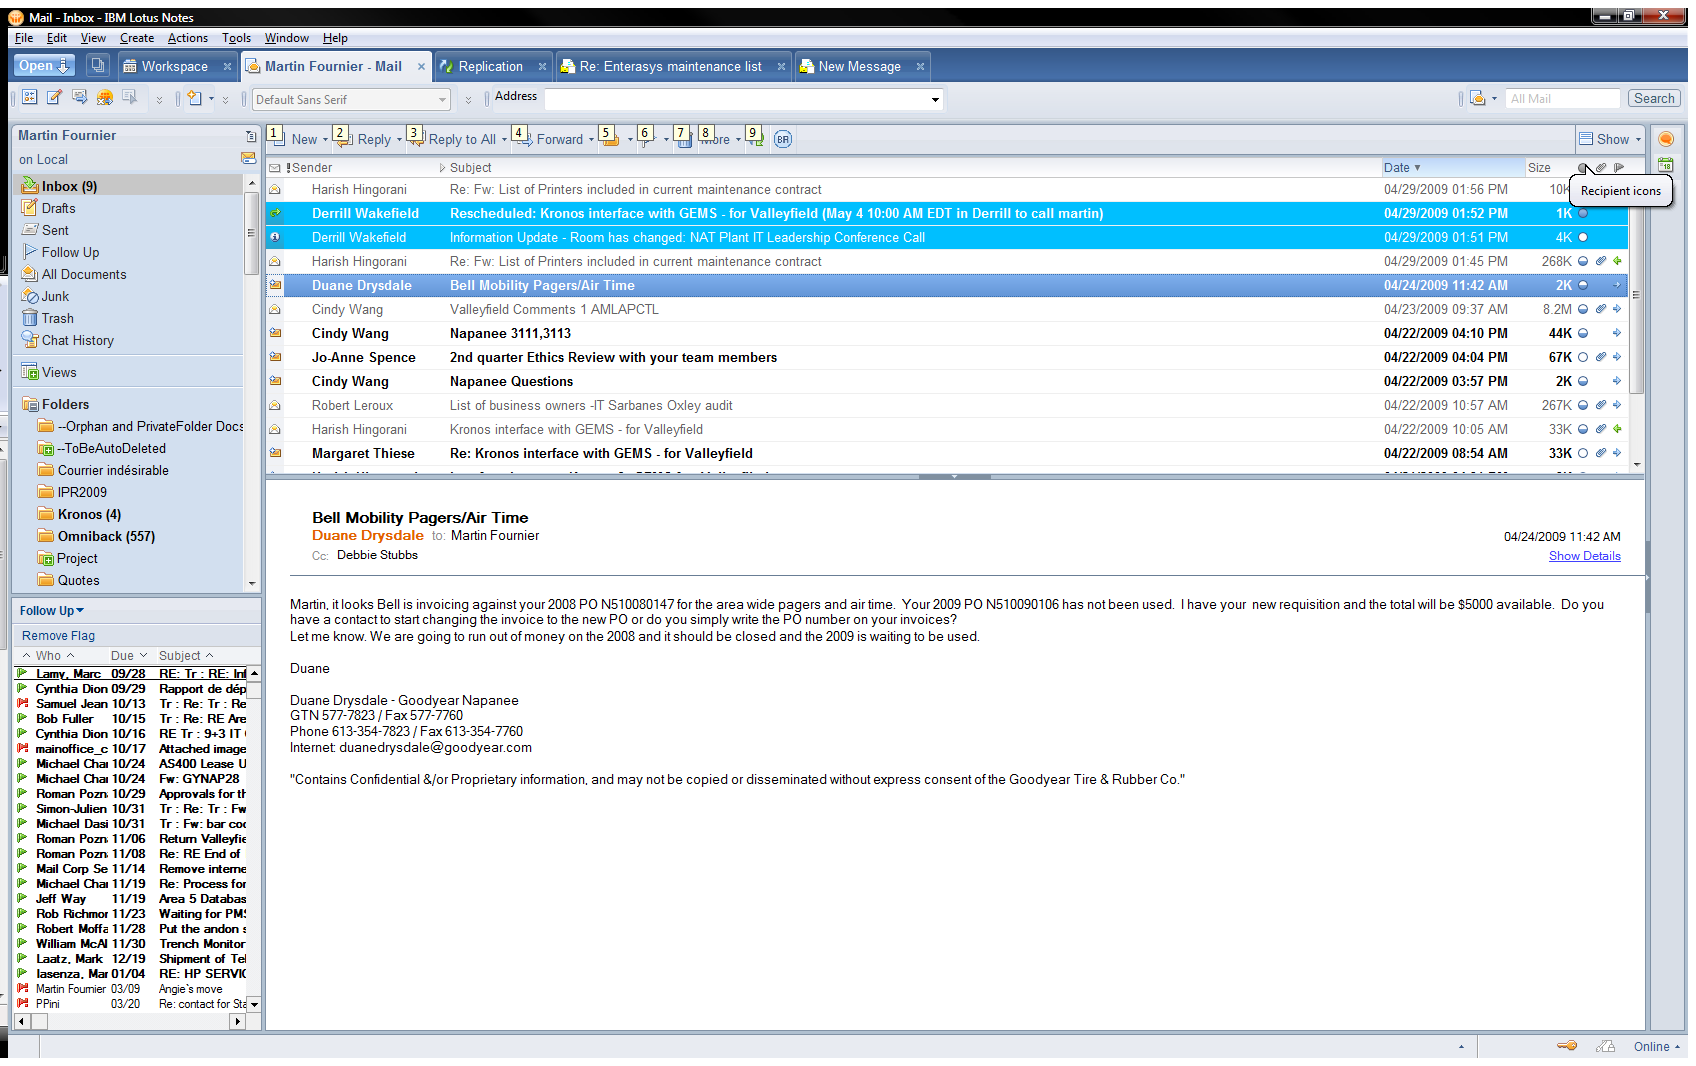 Mail - Inbox - IBM Lotus Notes
File Edit View Create Actions Tools Window Help
Open Workspace Martin Fournier - Mail Replication Re: Enterasys maintenance list New Message
Default Sans Serif Address All Mail Search
Martin Fournier
on Local
Inbox (9)
Drafts
Sent
Follow Up
All Documents
Junk
Trash
Chat History
Views
Folders
--Orphan and PrivateFolder Docs
--ToBeAutoDeleted
Courrier indésirable
IPR2009
Kronos (4)
Omniback (557)
Project
Quotes
1 New 2 Reply 3 Reply to All 4 Forward 5 6 7 8 More 9 BR Show
! Sender Subject Date Size
Recipient icons
Harish Hingorani Re: Fw: List of Printers included in current maintenance contract 04/29/2009 01:56 PM 10K
Derrill Wakefield Rescheduled: Kronos interface with GEMS - for Valleyfield (May 4 10:00 AM EDT in Derrill to call martin) 04/29/2009 01:52 PM 1K
Derrill Wakefield Information Update - Room has changed: NAT Plant IT Leadership Conference Call 04/29/2009 01:51 PM 4K
Harish Hingorani Re: Fw: List of Printers included in current maintenance contract 04/29/2009 01:45 PM 268K
Duane Drysdale Bell Mobility Pagers/Air Time 04/24/2009 11:42 AM 2K
Cindy Wang Valleyfield Comments 1 AMLAPCTL 04/23/2009 09:37 AM 8.2M
Cindy Wang Napanee 3111,3113 04/22/2009 04:10 PM 44K
Jo-Anne Spence 2nd quarter Ethics Review with your team members 04/22/2009 04:04 PM 67K
Cindy Wang Napanee Questions 04/22/2009 03:57 PM 2K
Robert Leroux List of business owners -IT Sarbanes Oxley audit 04/22/2009 10:57 AM 267K
Harish Hingorani Kronos interface with GEMS - for Valleyfield 04/22/2009 10:05 AM 33K
Margaret Thiese Re: Kronos interface with GEMS - for Valleyfield 04/22/2009 08:54 AM 33K
Bell Mobility Pagers/Air Time
Duane Drysdale to: Martin Fournier 04/24/2009 11:42 AM
Cc: Debbie Stubbs Show Details
Martin, it looks Bell is invoicing against your 2008 PO N510080147 for the area wide pagers and air time. Your 2009 PO N510090106 has not been used. I have your new requisition and the total will be $5000 available. Do you
have a contact to start changing the invoice to the new PO or do you simply write the PO number on your invoices?
Let me know. We are going to run out of money on the 2008 and it should be closed and the 2009 is waiting to be used.
Duane
Duane Drysdale - Goodyear Napanee
GTN 577-7823 / Fax 577-7760
Phone 613-354-7823 / Fax 613-354-7760
Internet: duanedrysdale@goodyear.com
"Contains Confidential &/or Proprietary information, and may not be copied or disseminated without express consent of the Goodyear Tire & Rubber Co."
Follow Up
Remove Flag
Who Due Subject
Lamy, Marc 09/28 RE: Tr : RE: Inf
Cynthia Dion 09/29 Rapport de dép
Samuel Jean 10/13 Tr : Re: Tr : Re
Bob Fuller 10/15 Tr : Re: RE Are
Cynthia Dion 10/16 RE Tr : 9+3 IT
mainoffice_c 10/17 Attached image
Michael Cha 10/24 AS400 Lease U
Michael Cha 10/24 Fw: GYNAP28
Roman Pozn 10/29 Approvals for th
Simon-Julien 10/31 Tr : Re: Tr : Fw
Michael Dasi 10/31 Tr : Fw: bar co
Roman Pozn 11/06 Return Valleyfie
Roman Pozn 11/08 Re: RE End of
Mail Corp Se 11/14 Remove interne
Michael Cha 11/19 Re: Process for
Jeff Way 11/19 Area 5 Databas
Rob Richmor 11/23 Waiting for PMS
Robert Moffa 11/28 Put the andon s
William McAl 11/30 Trench Monitor
Laatz, Mark 12/19 Shipment of Tel
Iasenza, Mar 01/04 RE: HP SERVIC
Martin Fournier 03/09 Angie's move
PPini 03/20 Re: contact for Sta
Online